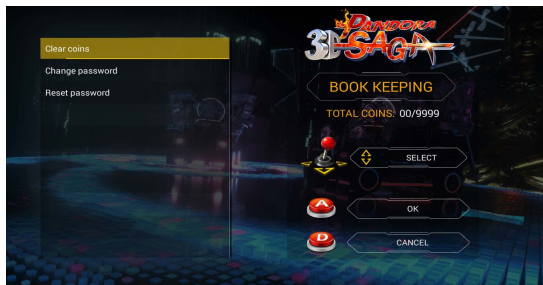 Clear coins
Change password
Reset password
PANDORA
3D SAGA
BOOK KEEPING
TOTAL COINS: 00/9999
SELECT
A
OK
D
CANCEL